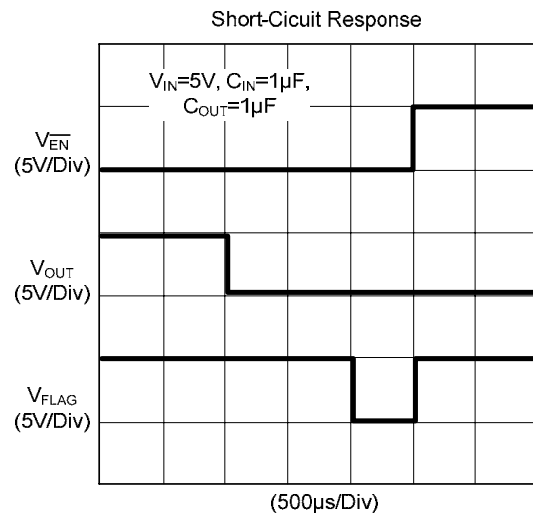 Short-Cicuit Response
VIN=5V, CIN=1µF,
COUT=1µF
VEN
(5V/Div)
VOUT
(5V/Div)
VFLAG
(5V/Div)
(500µs/Div)